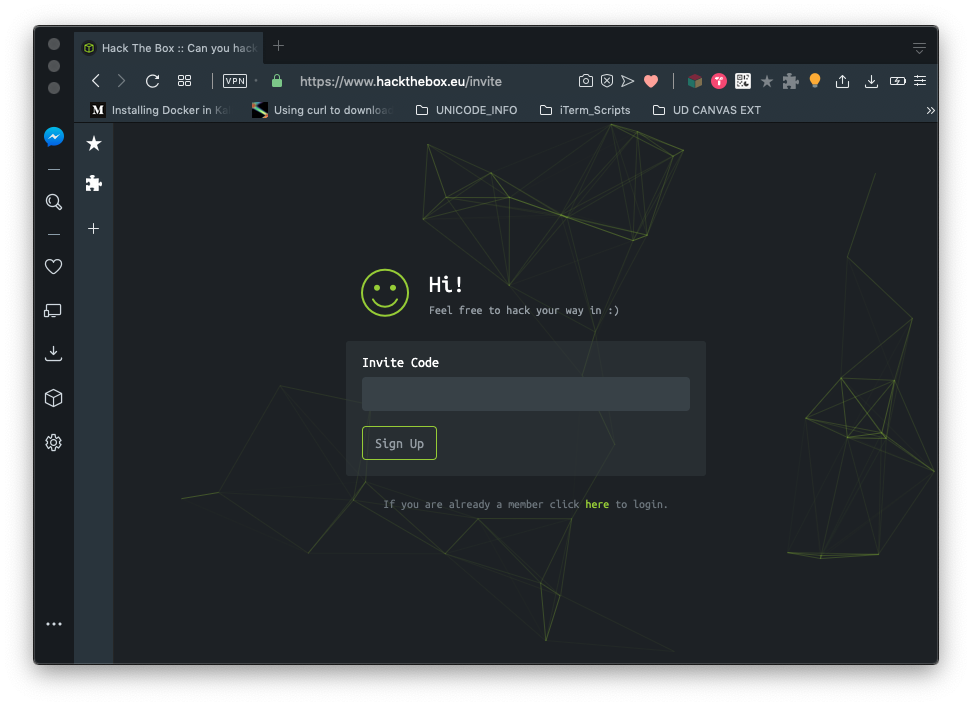 Hack The Box :: Can you hack
VPN
https://www.hackthebox.eu/invite
M Installing Docker in Ka
Using curl to download
UNICODE_INFO
iTerm_Scripts
UD CANVAS EXT
Hi!
Feel free to hack your way in :)
Invite Code
Sign Up
If you are already a member click here to login.